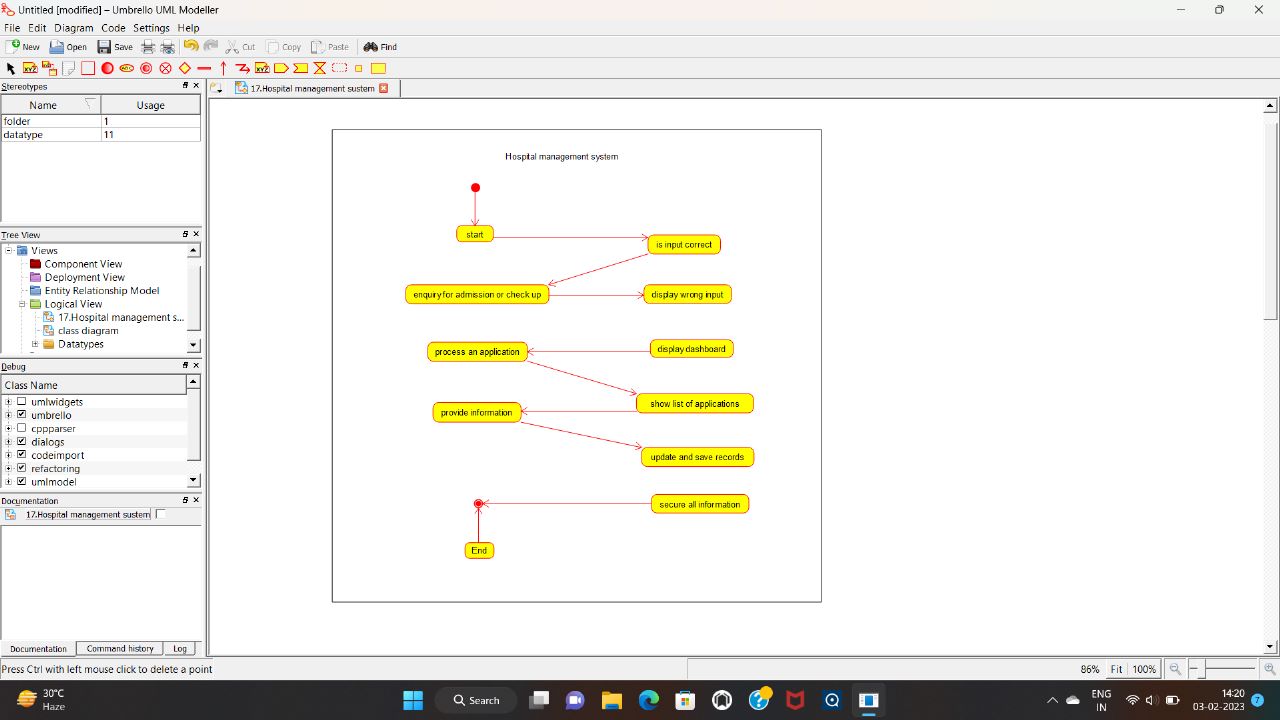 Untitled [modified] – Umbrello UML Modeller
File Edit Diagram Code Settings Help
New Open Save Cut Copy Paste Find
Stereotypes
Name Usage
folder 1
datatype 11
Tree View
Views
Component View
Deployment View
Entity Relationship Model
Logical View
17.Hospital management s...
class diagram
Datatypes
Debug
Class Name
umlwidgets
umbrello
cppparser
dialogs
codeimport
refactoring
umlmodel
Documentation
17.Hospital management sustem
Documentation Command history Log
17.Hospital management sustem
Hospital management system
start
is input correct
enquiry for admission or check up
display wrong input
process an application
display dashboard
show list of applications
provide information
update and save records
secure all information
End
Press Ctrl with left mouse click to delete a point
86% Fit 100%
30°C
Haze
Search
ENG
IN
14:20
03-02-2023
7